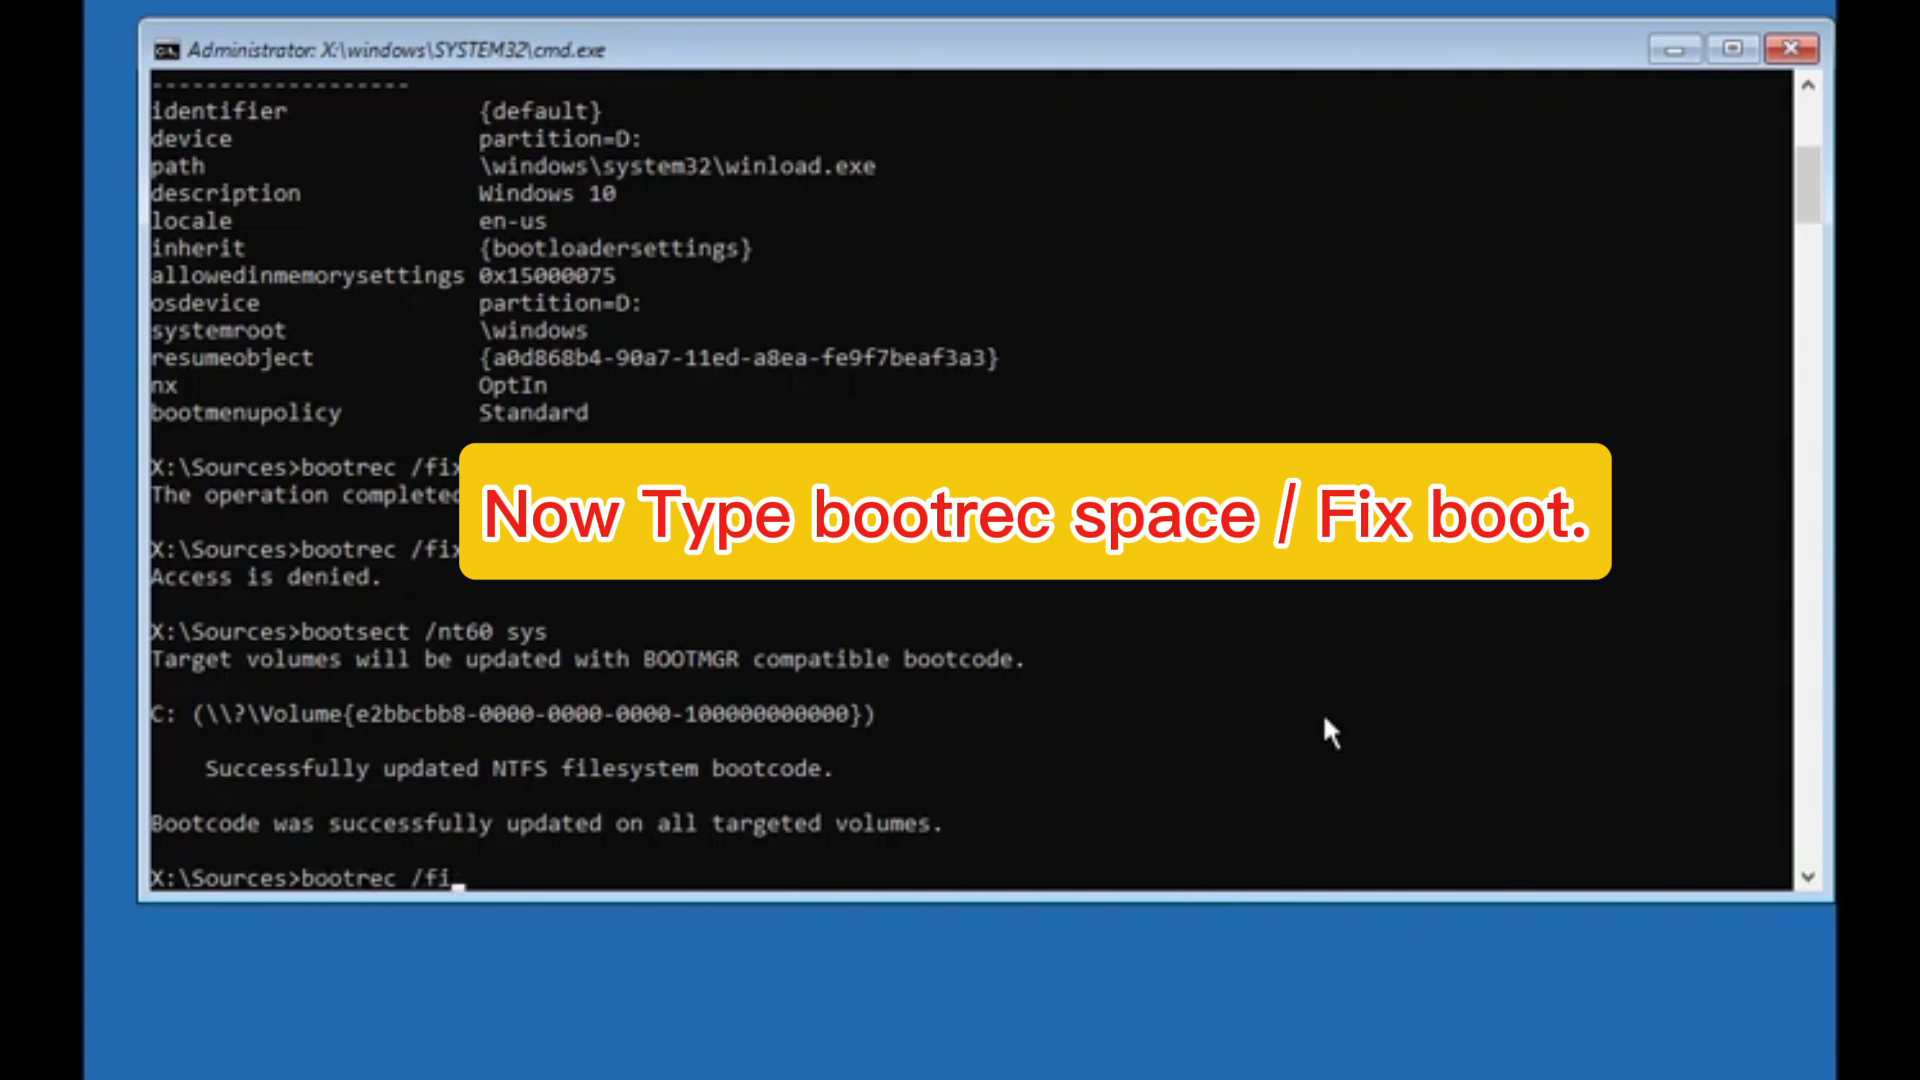 Administrator: X:\windows\SYSTEM32\cmd.exe
-------------------
identifier {default}
device partition=D:
path \windows\system32\winload.exe
description Windows 10
locale en-us
inherit {bootloadersettings}
allowedinmemorysettings 0x15000075
osdevice partition=D:
systemroot \windows
resumeobject {a0d868b4-90a7-11ed-a8ea-fe9f7beaf3a3}
nx OptIn
bootmenupolicy Standard
X:\Sources>bootrec /fix
The operation completed
Now Type bootrec space / Fix boot.
X:\Sources>bootrec /fix
Access is denied.
X:\Sources>bootsect /nt60 sys
Target volumes will be updated with BOOTMGR compatible bootcode.
C: (\\?\Volume{e2bbcbb8-0000-0000-0000-100000000000})
Successfully updated NTFS filesystem bootcode.
Bootcode was successfully updated on all targeted volumes.
X:\Sources>bootrec /fi_